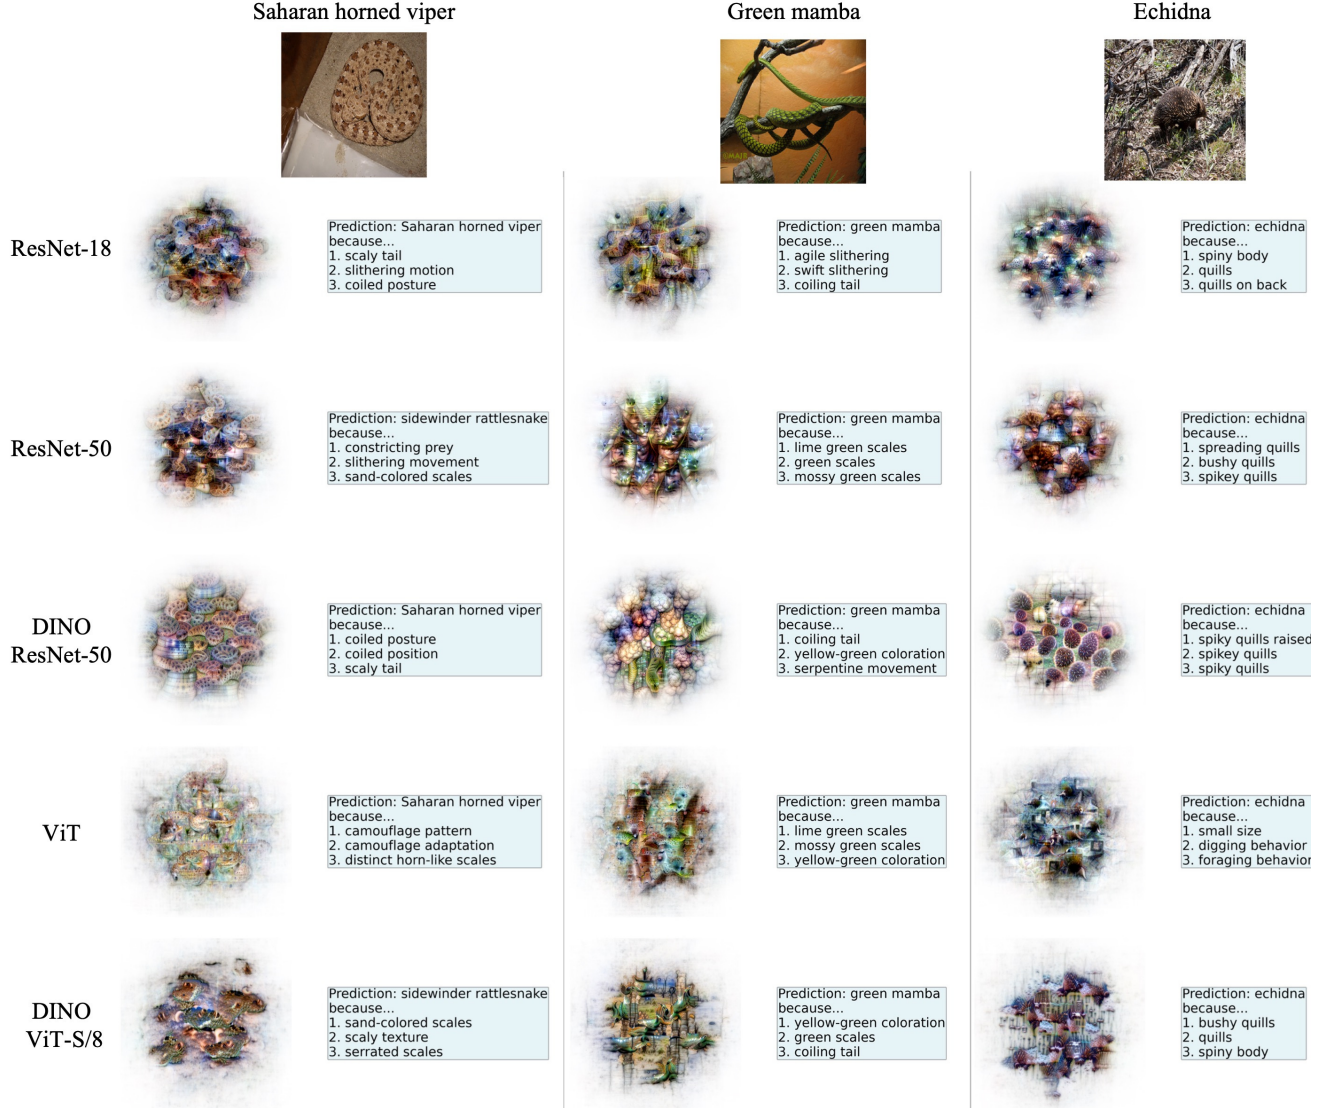 Saharan horned viper
Green mamba
Echidna
©MAJR
ResNet-18
Prediction: Saharan horned viper
because...
1. scaly tail
2. slithering motion
3. coiled posture
Prediction: green mamba
because...
1. agile slithering
2. swift slithering
3. coiling tail
Prediction: echidna
because...
1. spiny body
2. quills
3. quills on back
ResNet-50
Prediction: sidewinder rattlesnake
because...
1. constricting prey
2. slithering movement
3. sand-colored scales
Prediction: green mamba
because...
1. lime green scales
2. green scales
3. mossy green scales
Prediction: echidna
because...
1. spreading quills
2. bushy quills
3. spikey quills
DINO
ResNet-50
Prediction: Saharan horned viper
because...
1. coiled posture
2. coiled position
3. scaly tail
Prediction: green mamba
because...
1. coiling tail
2. yellow-green coloration
3. serpentine movement
Prediction: echidna
because...
1. spiky quills raised
2. spikey quills
3. spiky quills
ViT
Prediction: Saharan horned viper
because...
1. camouflage pattern
2. camouflage adaptation
3. distinct horn-like scales
Prediction: green mamba
because...
1. lime green scales
2. mossy green scales
3. yellow-green coloration
Prediction: echidna
because...
1. small size
2. digging behavior
3. foraging behavior
DINO
ViT-S/8
Prediction: sidewinder rattlesnake
because...
1. sand-colored scales
2. scaly texture
3. serrated scales
Prediction: green mamba
because...
1. yellow-green coloration
2. green scales
3. coiling tail
Prediction: echidna
because...
1. bushy quills
2. quills
3. spiny body